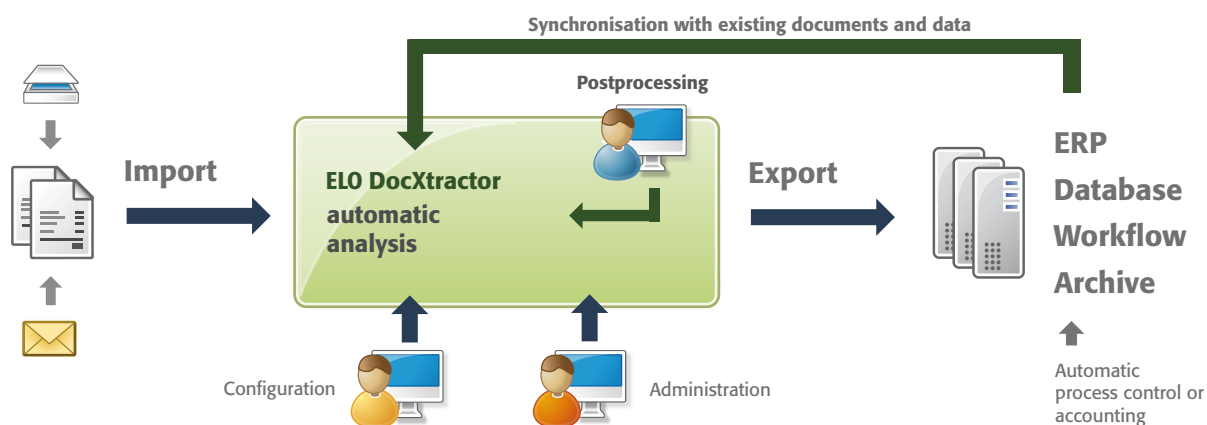 Synchronisation with existing documents and data
Postprocessing
Import
ELO DocXtractor
automatic
analysis
Export
ERP
Database
Workflow
Archive
Configuration
Administration
Automatic
process control or
accounting